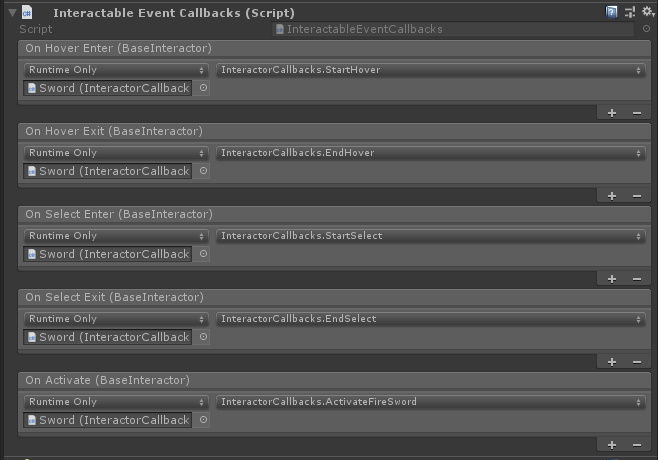 Interactable Event Callbacks (Script)
Script InteractableEventCallbacks
On Hover Enter (BaseInteractor)
Runtime Only InteractorCallbacks.StartHover
Sword (InteractorCallback
On Hover Exit (BaseInteractor)
Runtime Only InteractorCallbacks.EndHover
Sword (InteractorCallback
On Select Enter (BaseInteractor)
Runtime Only InteractorCallbacks.StartSelect
Sword (InteractorCallback
On Select Exit (BaseInteractor)
Runtime Only InteractorCallbacks.EndSelect
Sword (InteractorCallback
On Activate (BaseInteractor)
Runtime Only InteractorCallbacks.ActivateFireSword
Sword (InteractorCallback